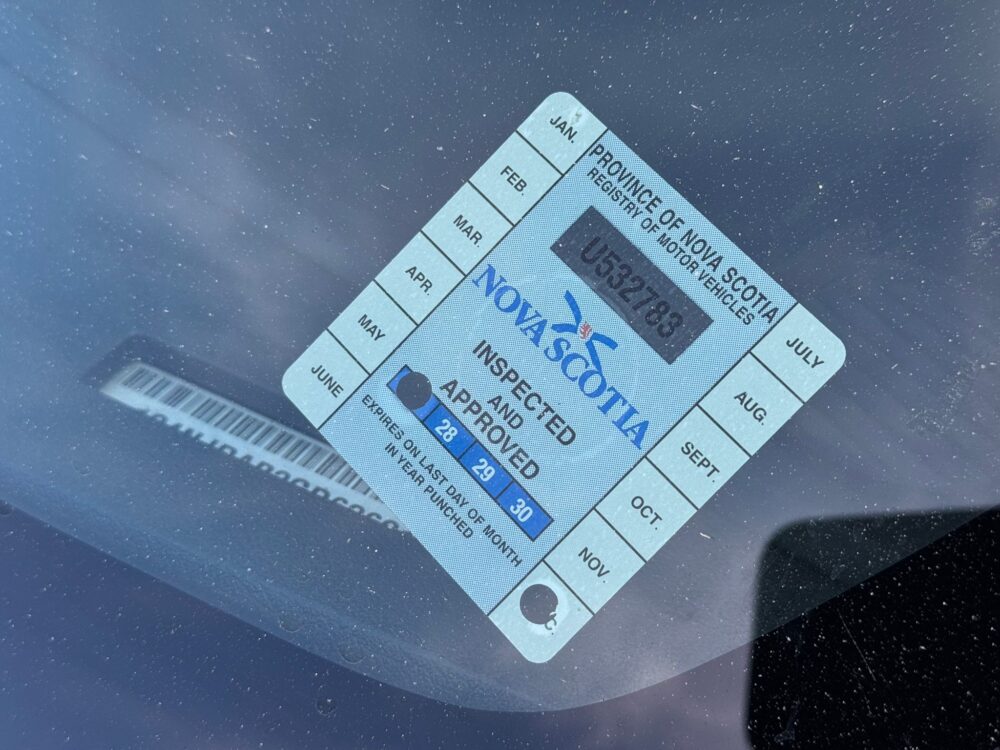 JAN.
FEB.
MAR.
APR.
MAY
JUNE
PROVINCE OF NOVA SCOTIA
REGISTRY OF MOTOR VEHICLES
U532783
NOVA SCOTIA
INSPECTED
AND
APPROVED
28 29 30
EXPIRES ON LAST DAY OF MONTH
IN YEAR PUNCHED
JULY
AUG.
SEPT.
OCT.
NOV.